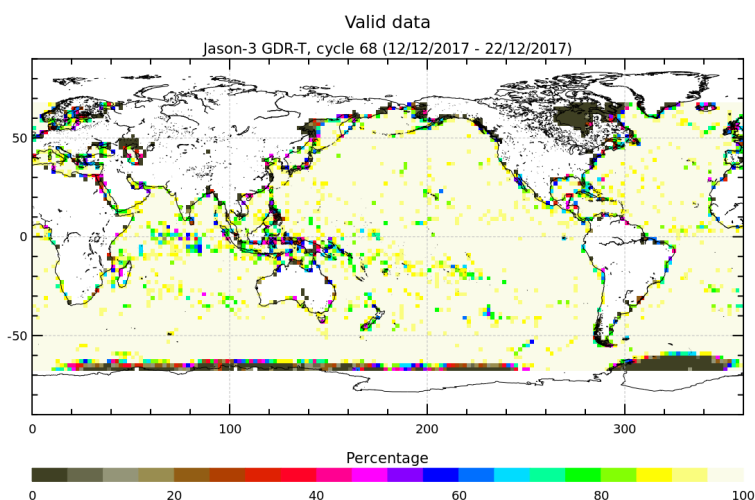 Valid data
Jason-3 GDR-T, cycle 68 (12/12/2017 - 22/12/2017)
50
0
-50
0 100 200 300
Percentage
0 20 40 60 80 100